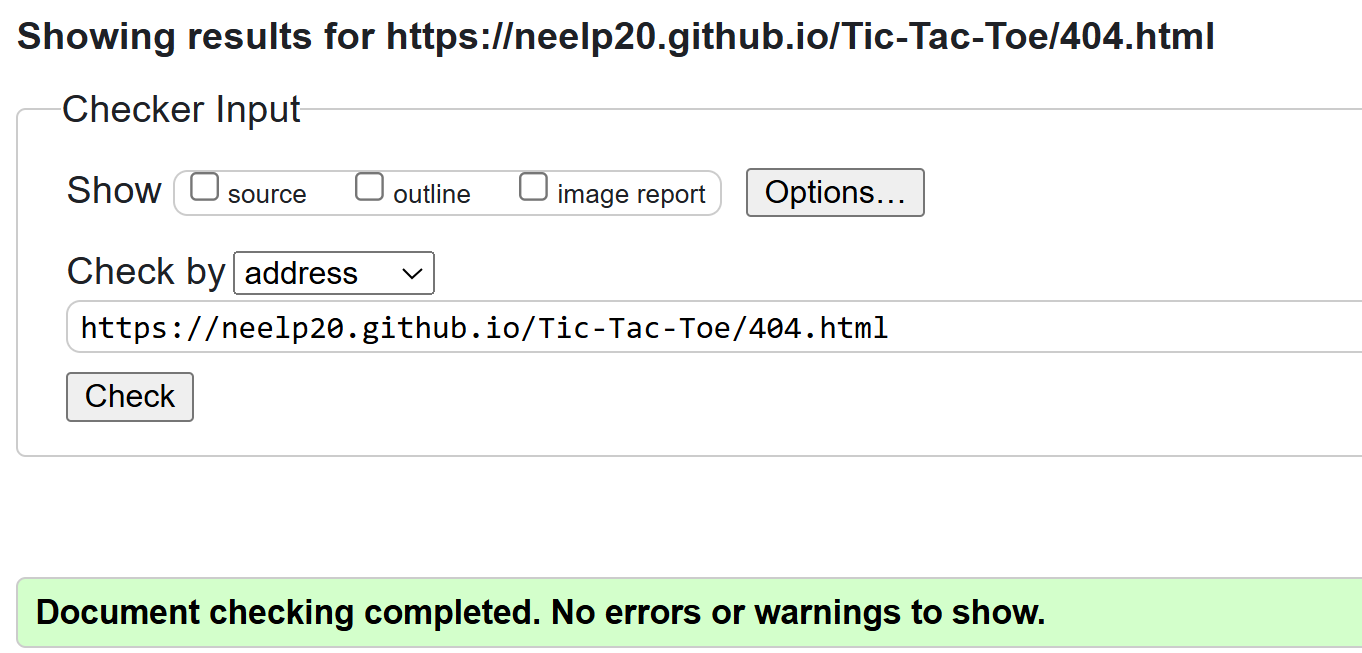 Showing results for https://neelp20.github.io/Tic-Tac-Toe/404.html
Checker Input
Show source outline image report Options…
Check by address
https://neelp20.github.io/Tic-Tac-Toe/404.html
Check
Document checking completed. No errors or warnings to show.